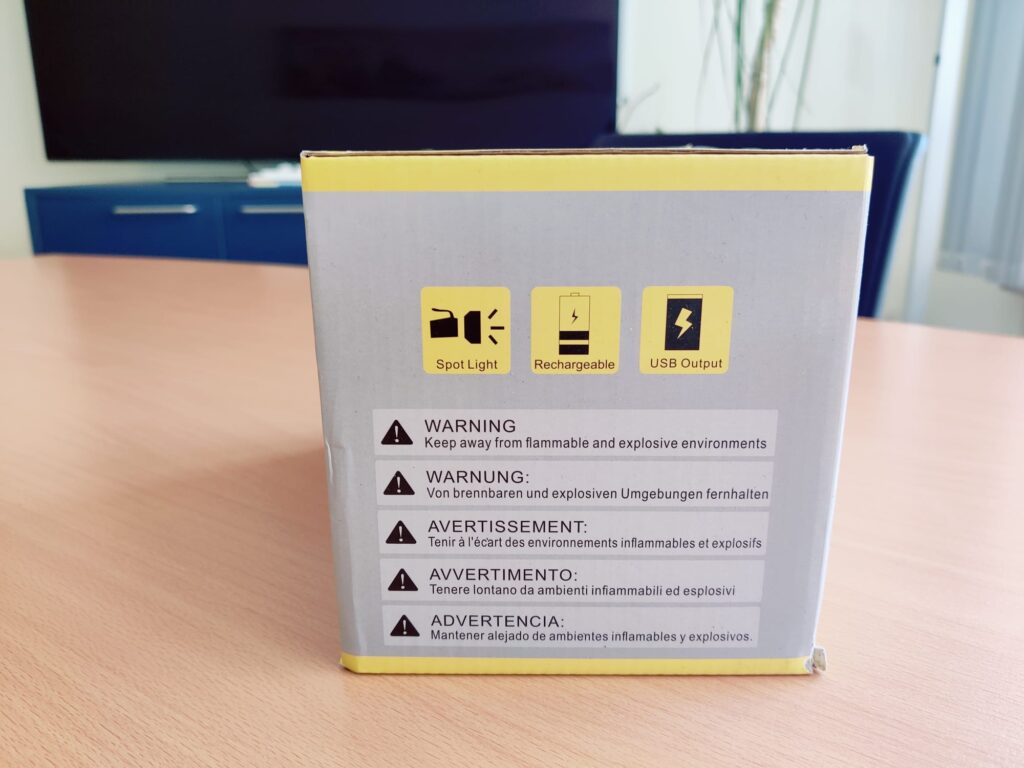 Spot Light
Rechargeable
USB Output
WARNING
Keep away from flammable and explosive environments
WARNUNG:
Von brennbaren und explosiven Umgebungen fernhalten
AVERTISSEMENT:
Tenir à l'écart des environnements inflammables et explosifs
AVVERTIMENTO:
Tenere lontano da ambienti infiammabili ed esplosivi
ADVERTENCIA:
Mantener alejado de ambientes inflamables y explosivos.